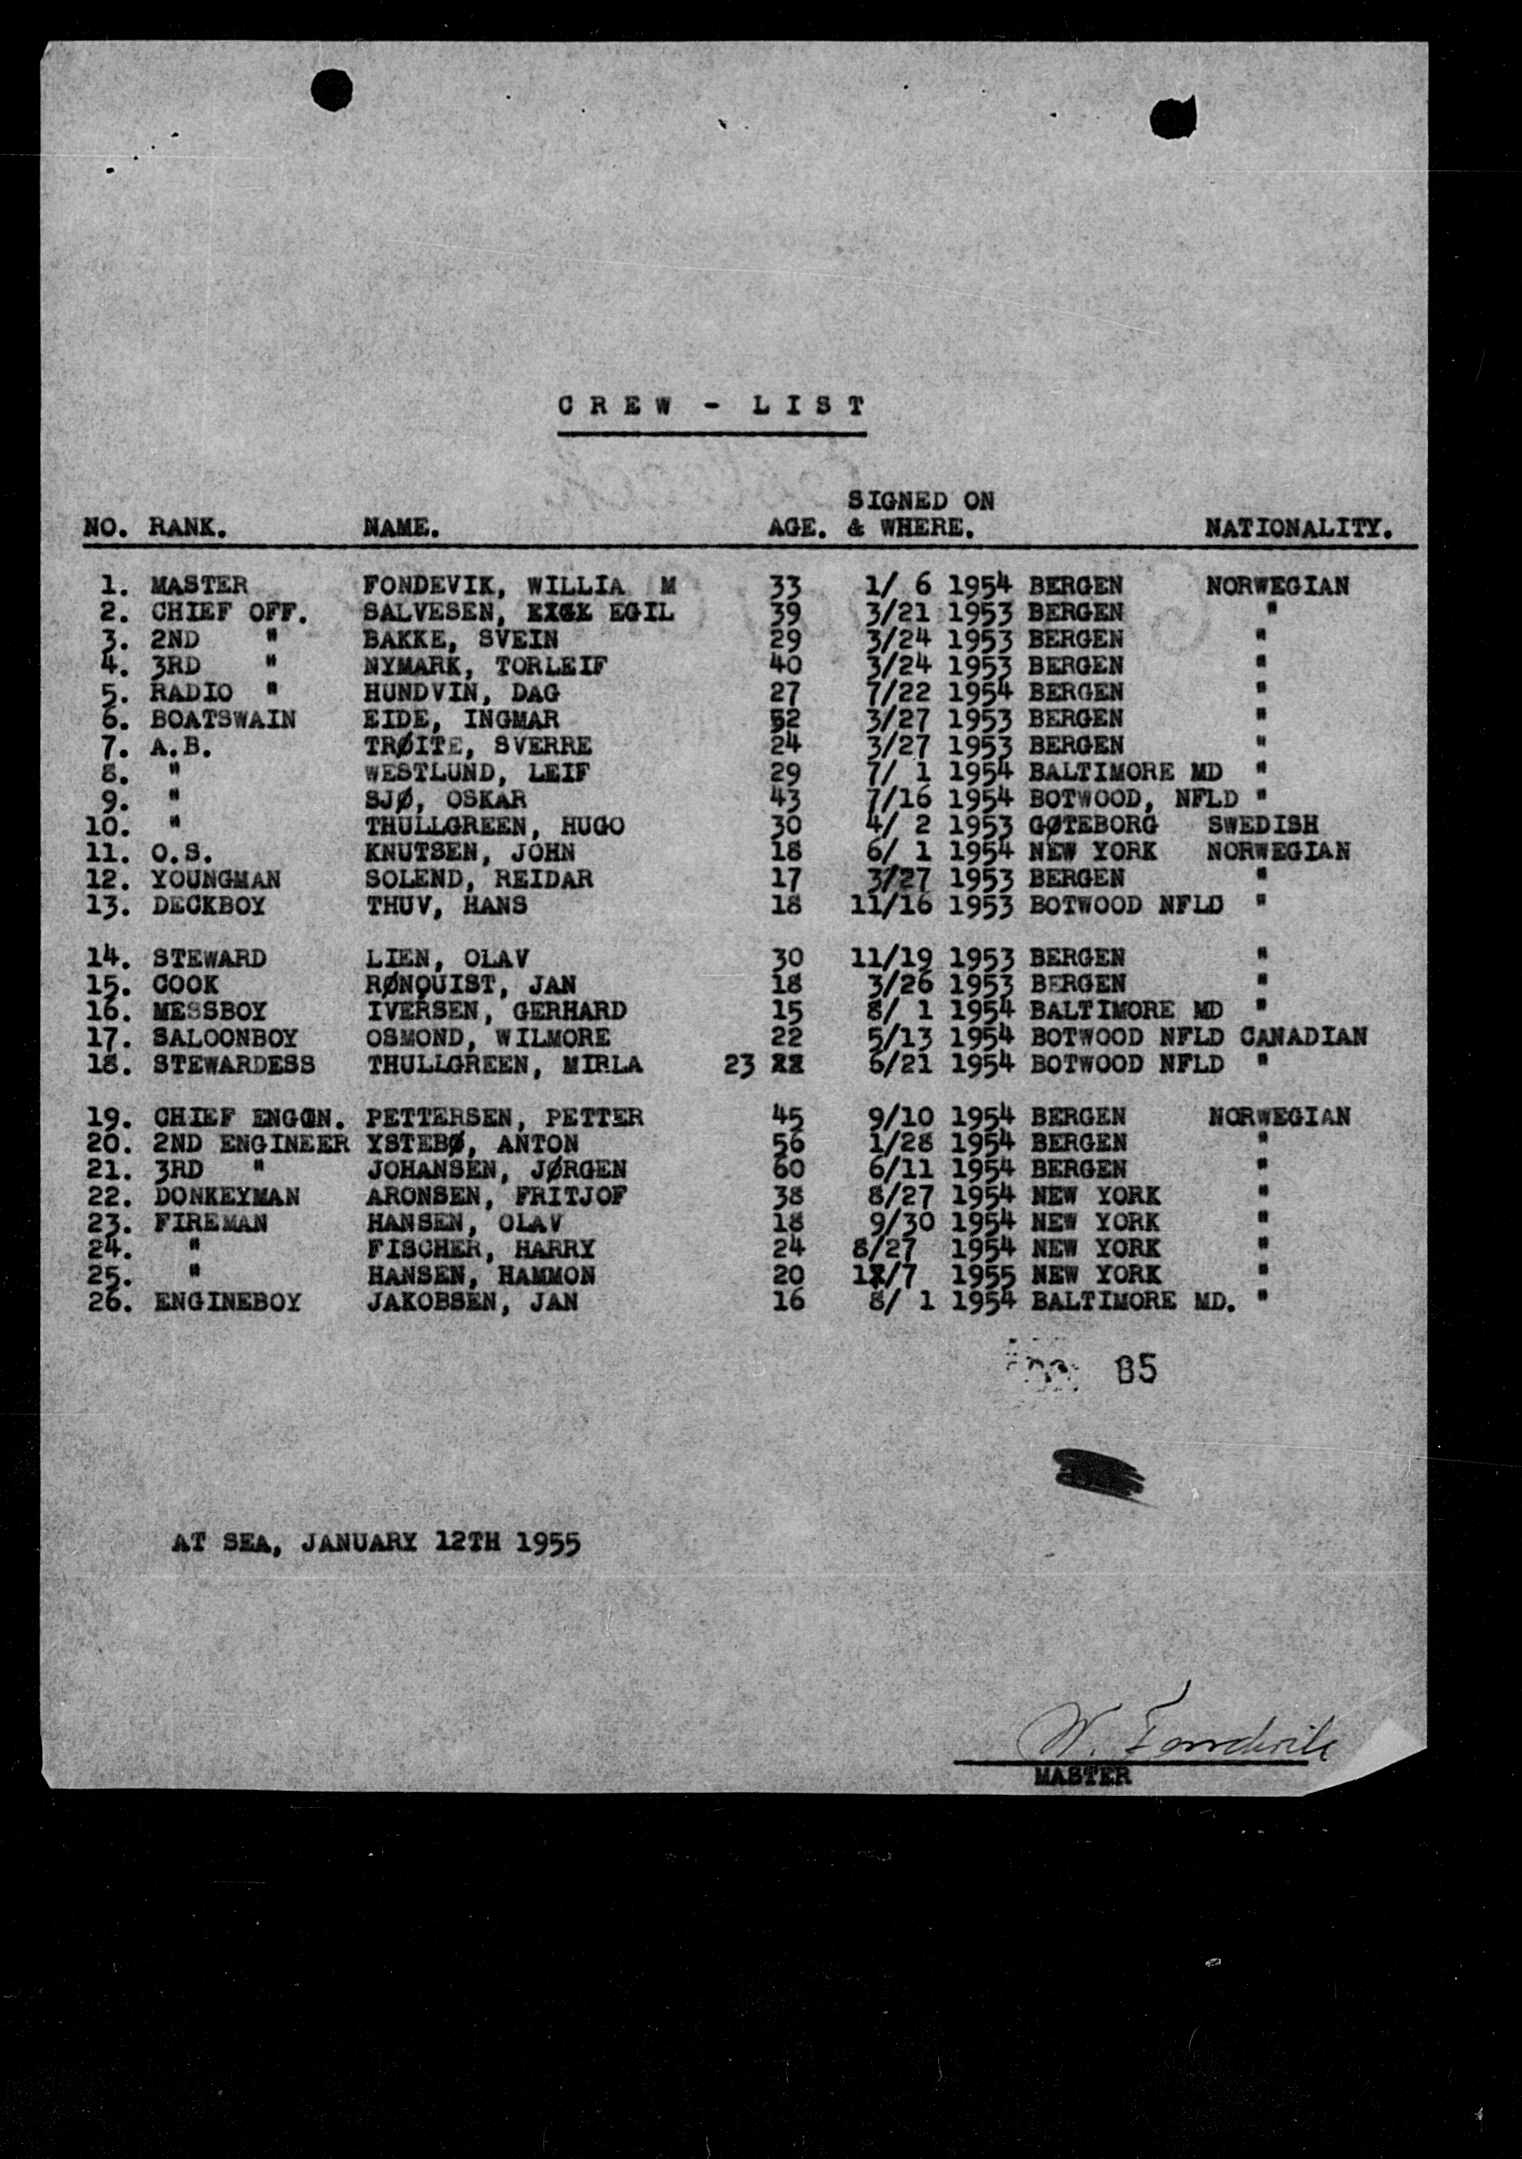 CREW - LIST
SIGNED ON
NO. RANK. NAME. AGE. & WHERE. NATIONALITY.
1. MASTER FONDEVIK, WILLIA M 33 1/ 6 1954 BERGEN NORWEGIAN
2. CHIEF OFF. SALVESEN, EGIL 39 3/21 1953 BERGEN "
3. 2ND " BAKKE, SVEIN 29 3/24 1953 BERGEN "
4. 3RD " NYMARK, TORLEIF 40 3/24 1953 BERGEN "
5. RADIO " HUNDVIN, DAG 27 7/22 1954 BERGEN "
6. BOATSWAIN EIDE, INGMAR 52 3/27 1953 BERGEN "
7. A.B. TRØITE, SVERRE 24 3/27 1953 BERGEN "
8. " WESTLUND, LEIF 29 7/ 1 1954 BALTIMORE MD "
9. " SJØ, OSKAR 43 7/16 1954 BOTWOOD, NFLD "
10. " THULLGREEN, HUGO 30 4/ 2 1953 GØTEBORG SWEDISH
11. O.S. KNUTSEN, JOHN 18 6/ 1 1954 NEW YORK NORWEGIAN
12. YOUNGMAN SOLEND, REIDAR 17 3/27 1953 BERGEN "
13. DECKBOY THUV, HANS 18 11/16 1953 BOTWOOD NFLD "
14. STEWARD LIEN, OLAV 30 11/19 1953 BERGEN "
15. COOK RØNQUIST, JAN 18 3/26 1953 BERGEN "
16. MESSBOY IVERSEN, GERHARD 15 8/ 1 1954 BALTIMORE MD "
17. SALOONBOY OSMOND, WILMORE 22 5/13 1954 BOTWOOD NFLD CANADIAN
18. STEWARDESS THULLGREEN, MIRLA 23 6/21 1954 BOTWOOD NFLD "
19. CHIEF ENGØN. PETTERSEN, PETTER 45 9/10 1954 BERGEN NORWEGIAN
20. 2ND ENGINEER YSTEBØ, ANTON 56 1/28 1954 BERGEN "
21. 3RD " JOHANSEN, JØRGEN 60 6/11 1954 BERGEN "
22. DONKEYMAN ARONSEN, FRITJOF 38 8/27 1954 NEW YORK "
23. FIREMAN HANSEN, OLAV 18 9/30 1954 NEW YORK "
24. " FISCHER, HARRY 24 8/27 1954 NEW YORK "
25. " HANSEN, HAMMON 20 1955 NEW YORK "
26. ENGINEBOY JAKOBSEN, JAN 16 8/ 1 1954 BALTIMORE MD. "
85
AT SEA, JANUARY 12TH 1955
W. Fondevik
MASTER